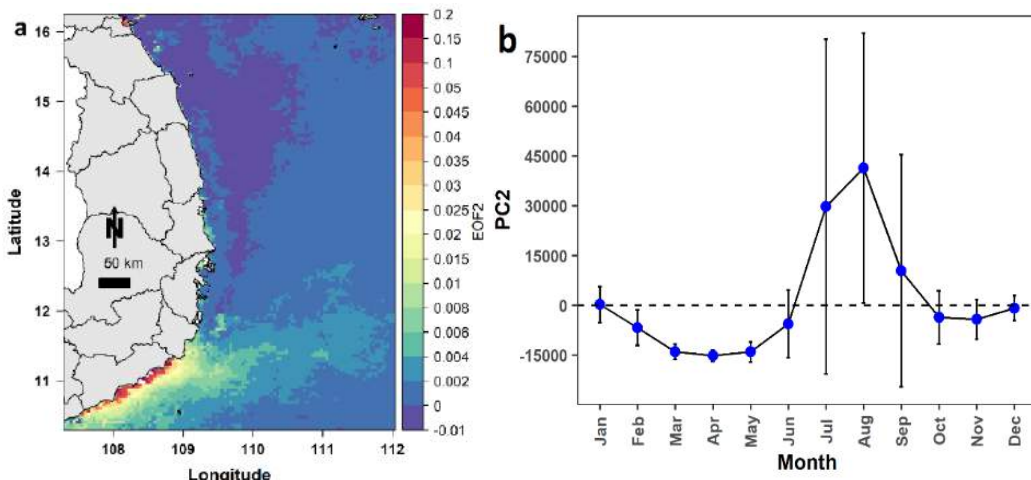 a
16
15
14
13
12
11
Latitude
N
60 km
108
109
110
111
112
Longitude
0.2
0.15
0.1
0.05
0.045
0.04
0.035
0.03
0.025
0.02
0.01
0.008
0.006
0.004
0.002
0
-0.01
EOF2
b
75000
60000
45000
30000
15000
0
-15000
PC2
Jan
Feb
Mar
Apr
May
Jun
Jul
Aug
Sep
Oct
Nov
Dec
Month